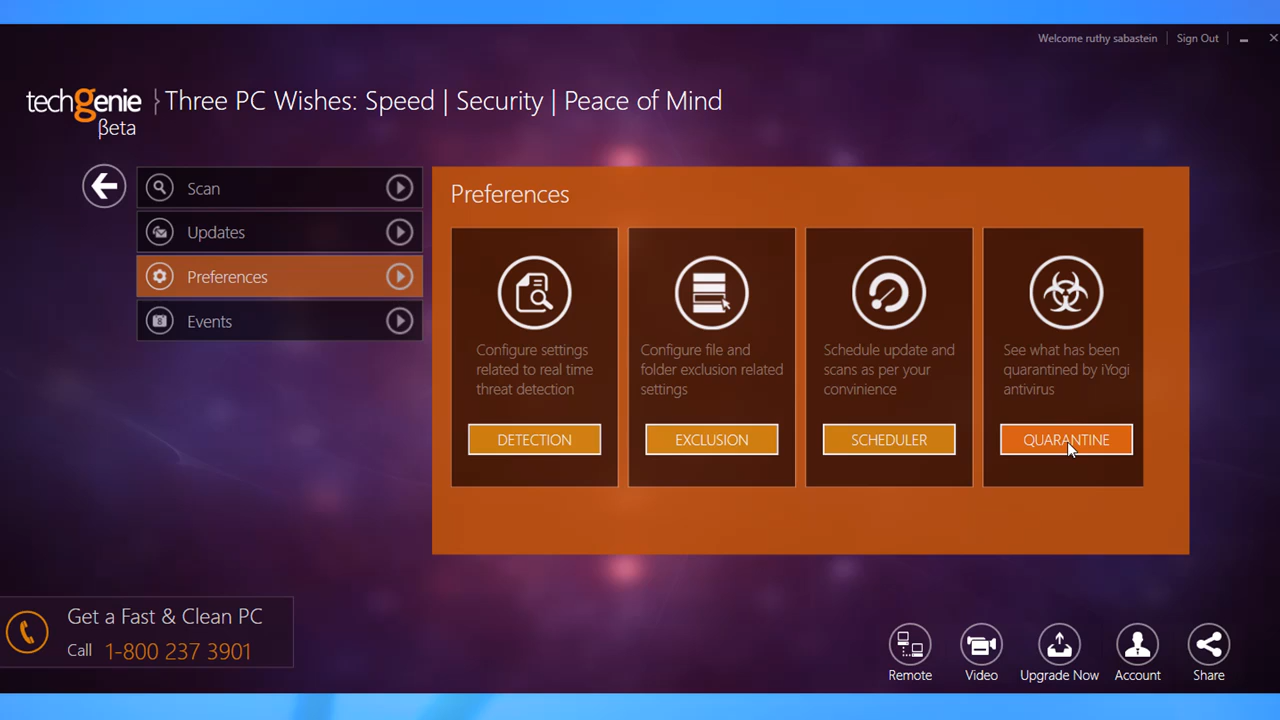 Welcome ruthy sabastein
Sign Out
techgenie
βeta
Three PC Wishes: Speed | Security | Peace of Mind
Scan
Updates
Preferences
Events
Preferences
Configure settings
related to real time
threat detection
DETECTION
Configure file and
folder exclusion related
settings
EXCLUSION
Schedule update and
scans as per your
convinience
SCHEDULER
See what has been
quarantined by iYogi
antivirus
QUARANTINE
Get a Fast & Clean PC
Call 1-800 237 3901
Remote
Video
Upgrade Now
Account
Share